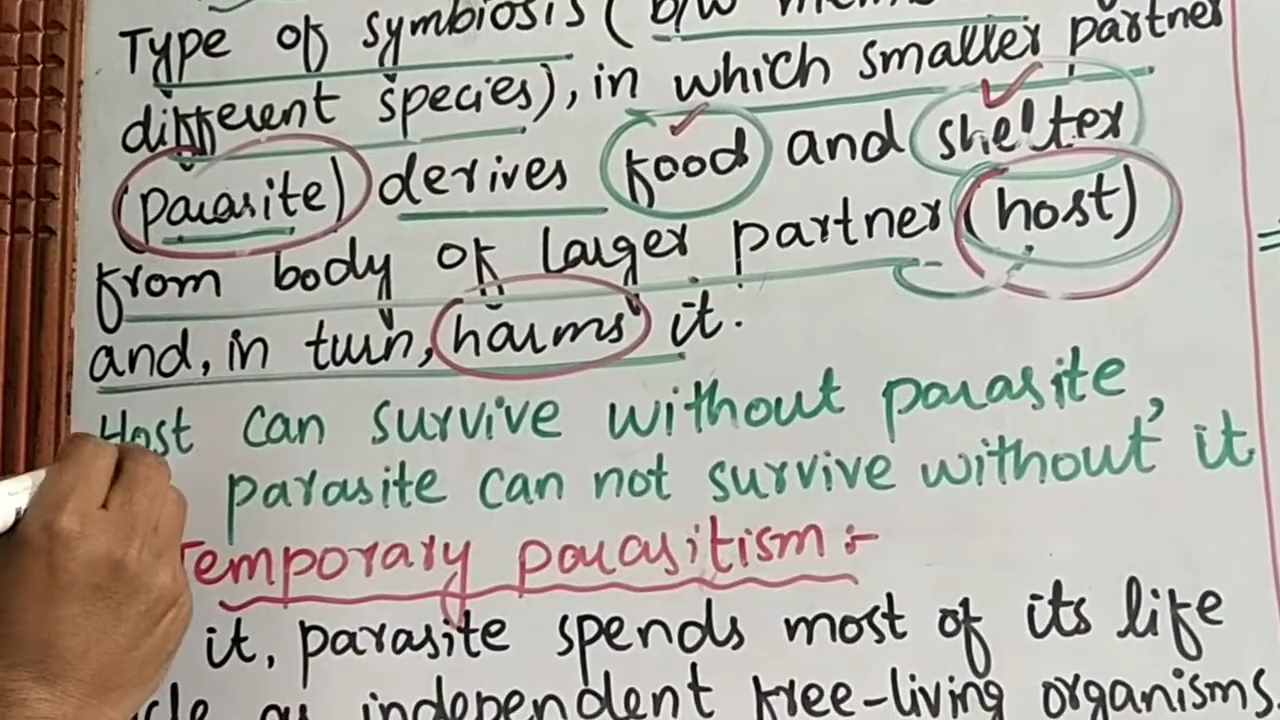 Type of symbiosis (b/w
different species), in which smaller partner
(parasite) derives food and shelter
from body of larger partner (host)
and, in turn, harms it.
Host can survive without parasite,
parasite can not survive without it
Temporary parasitism :-
it, parasite spends most of its life
as independent free-living organisms.